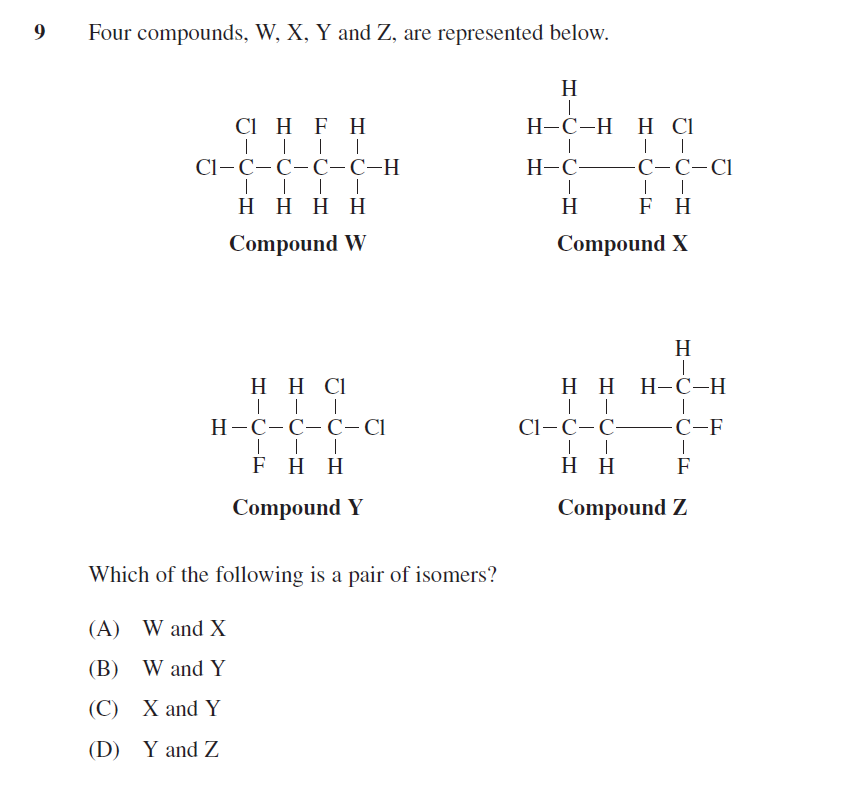 9 Four compounds, W, X, Y and Z, are represented below.
H
Cl H F H H–C–H H Cl
Cl–C–C–C–C–H H–C–C–C–Cl
H H H H H F H
Compound W Compound X
H
H H Cl H H H–C–H
H–C–C–C–Cl Cl–C–C–C–F
F H H H H F
Compound Y Compound Z
Which of the following is a pair of isomers?
(A) W and X
(B) W and Y
(C) X and Y
(D) Y and Z